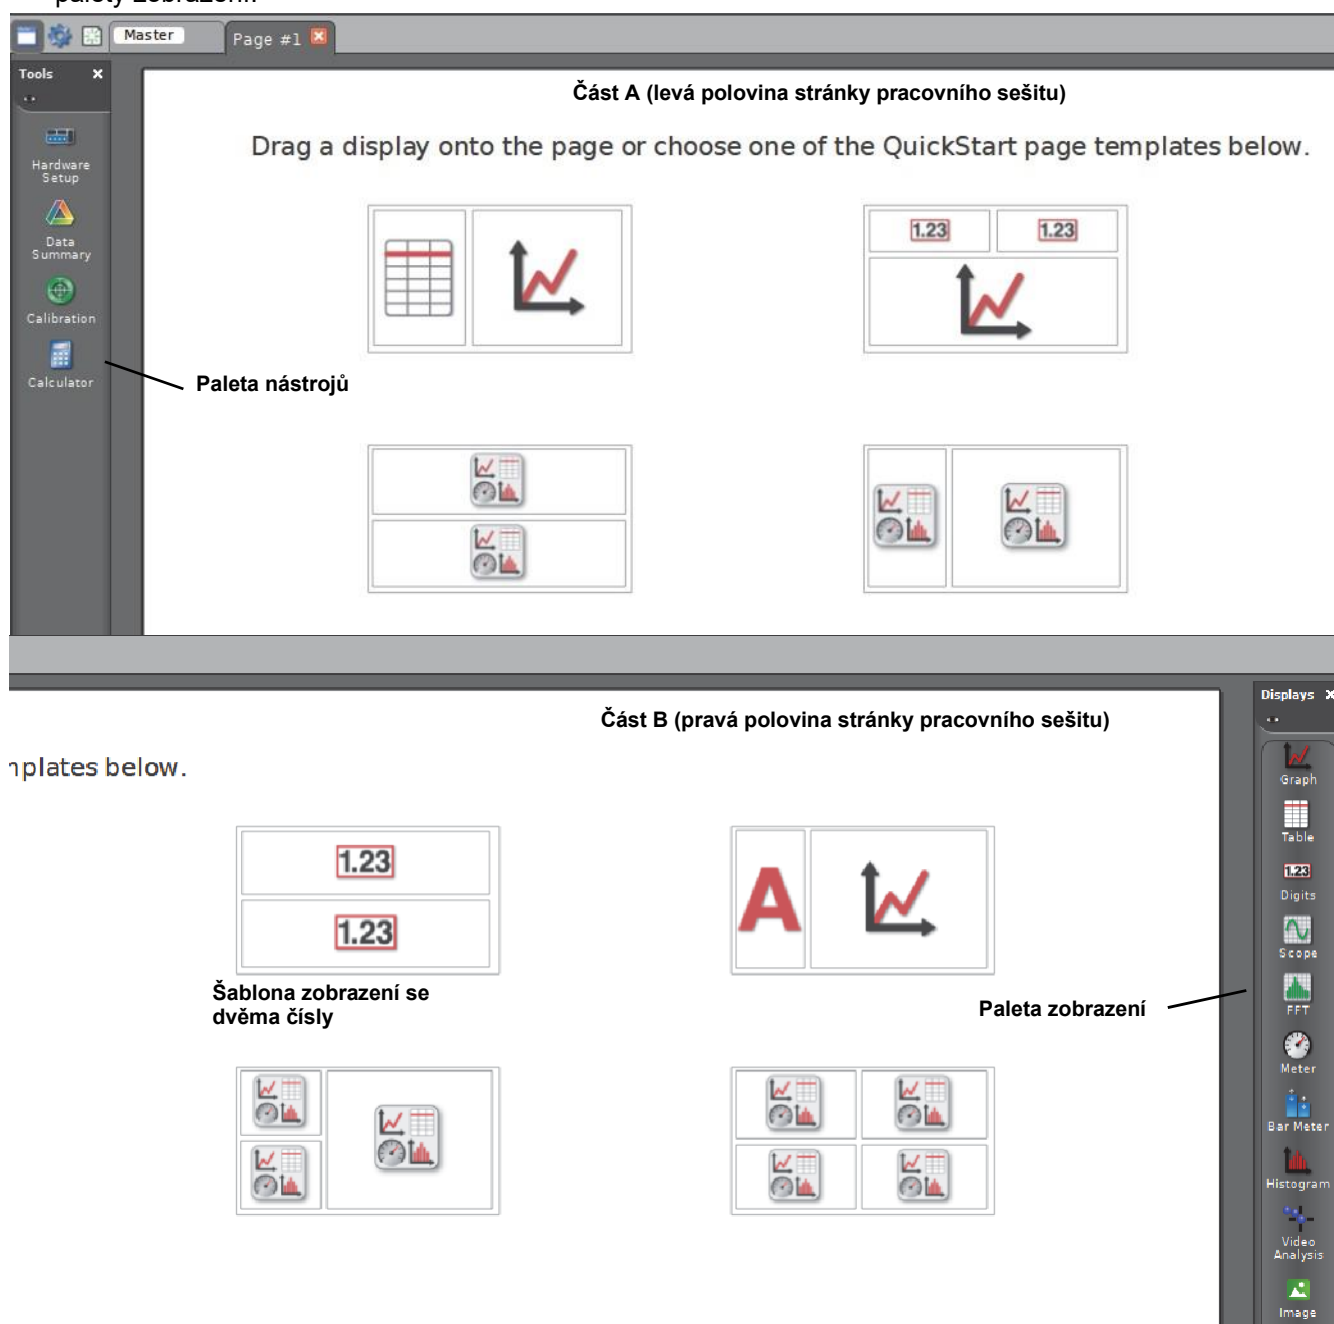 palety zobrazení.
Master
Page #1
Tools
Část A (levá polovina stránky pracovního sešitu)
Drag a display onto the page or choose one of the QuickStart page templates below.
Hardware
Setup
1.23
1.23
Data
Summary
Calibration
Calculator
Paleta nástrojů
Displays
Část B (pravá polovina stránky pracovního sešitu)
nplates below.
Graph
Table
1.23
A
1.23
Digits
1.23
Scope
Šablona zobrazení se
dvěma čísly
Paleta zobrazení
FFT
Meter
Bar Meter
Histogram
Video
Analysis
Image